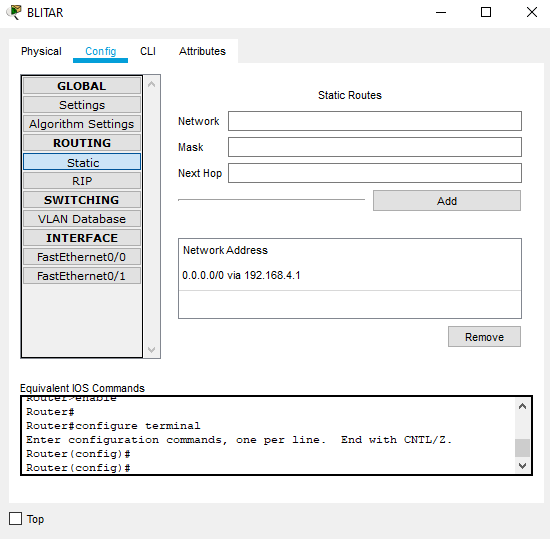 BLITAR
Physical Config CLI Attributes
GLOBAL
Settings
Algorithm Settings
ROUTING
Static
RIP
SWITCHING
VLAN Database
INTERFACE
FastEthernet0/0
FastEthernet0/1
Static Routes
Network
Mask
Next Hop
Add
Network Address
0.0.0.0/0 via 192.168.4.1
Remove
Equivalent IOS Commands
Router>enable
Router#
Router#configure terminal
Enter configuration commands, one per line.  End with CNTL/Z.
Router(config)#
Router(config)#
Top